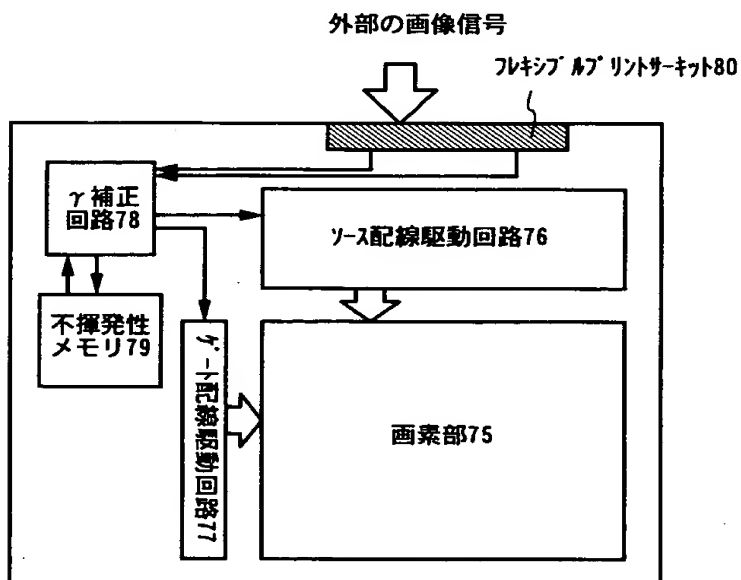 外部の画像信号
ﾌﾚｷｼﾌﾞﾙﾌﾟﾘﾝﾄｻｰｷｯﾄ80
γ補正
回路78
ｿｰｽ配線駆動回路76
不揮発性
メモリ79
ｹﾞｰﾄ配線駆動回路77
画素部75